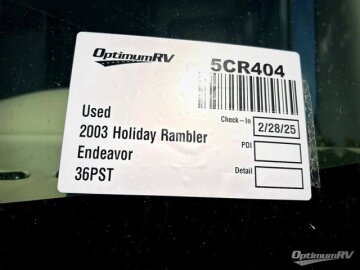 OptimumRV
5CR404
Used
2003 Holiday Rambler
Endeavor
36PST
Check-In 2/28/25
PDI
Detail
OptimumRV